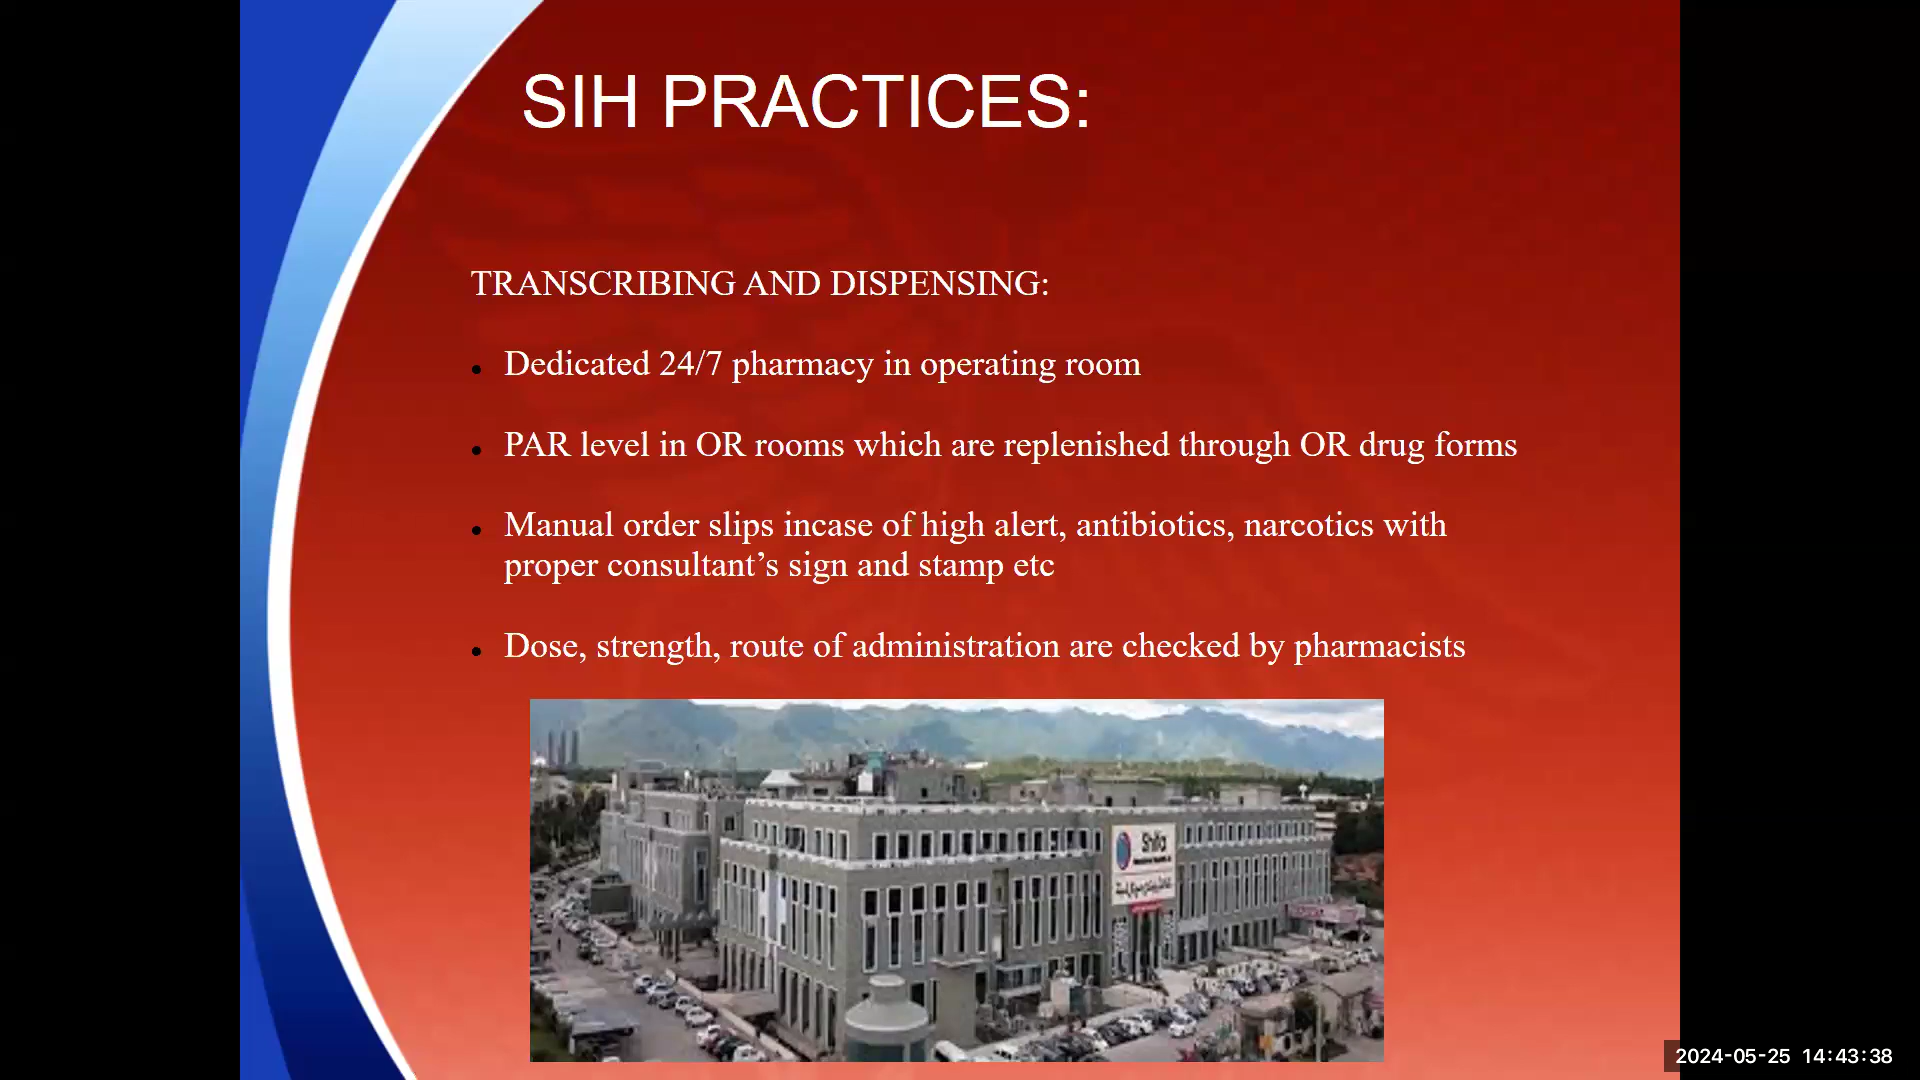 SIH PRACTICES:
TRANSCRIBING AND DISPENSING:
Dedicated 24/7 pharmacy in operating room
PAR level in OR rooms which are replenished through OR drug forms
Manual order slips incase of high alert, antibiotics, narcotics with
proper consultant’s sign and stamp etc
Dose, strength, route of administration are checked by pharmacists
Shifa
2024-05-25 14:43:38